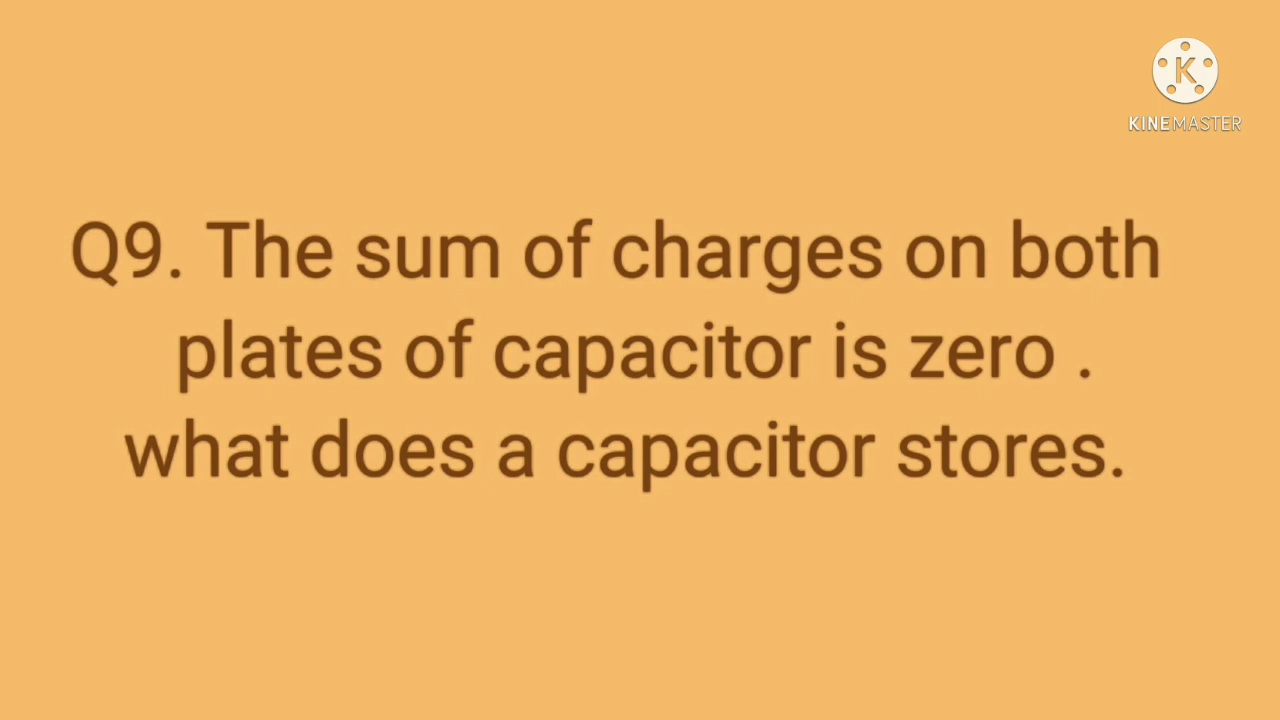 K
KINEMASTER
Q9. The sum of charges on both
plates of capacitor is zero .
what does a capacitor stores.